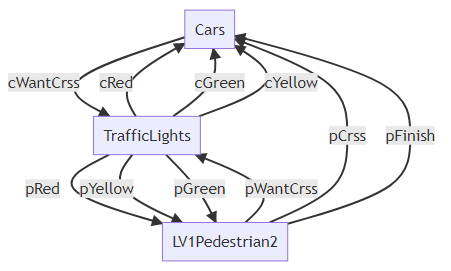 Cars
cWantCrss cRed cGreen cYellow
TrafficLights
pCrss pFinish
pRed pYellow pGreen pWantCrss
LV1Pedestrian2